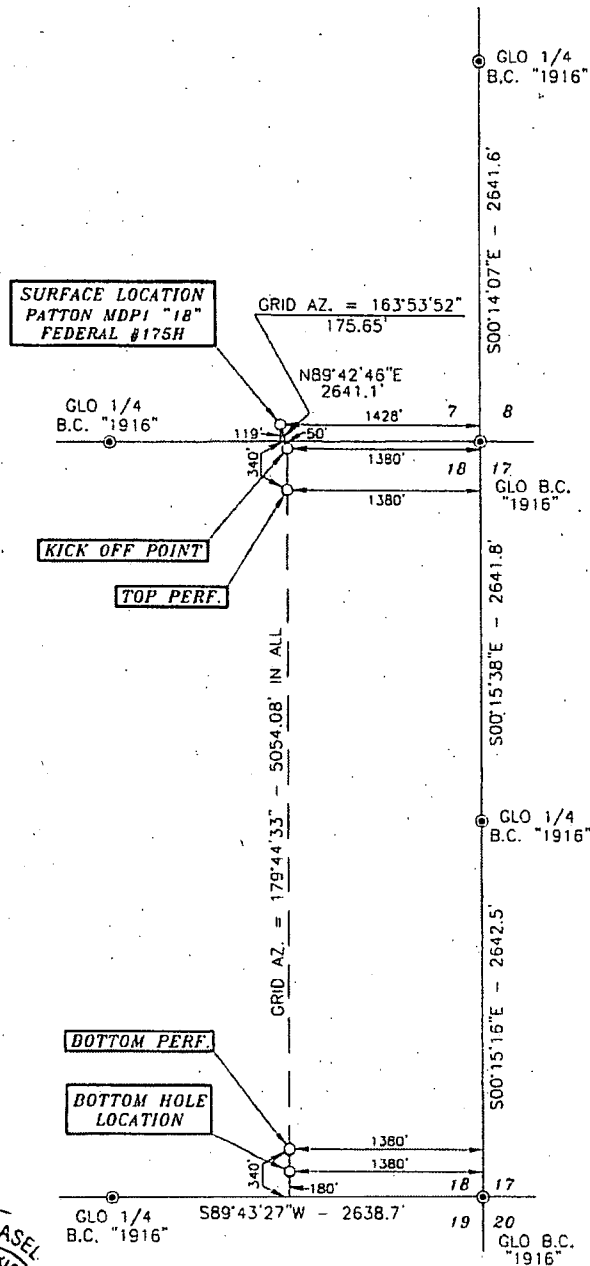 GLO 1/4
B.C. "1916"
S00°14'07"E - 2641.6'
SURFACE LOCATION
PATTON MDP1 "18"
FEDERAL #175H
GRID AZ. = 163°53'52"
175.65'
N89°42'46"E
2641.1'
GLO 1/4
B.C. "1916"
1428'
7
8
119'
50'
340'
1380'
18
17
GLO B.C.
"1916"
1380'
KICK OFF POINT
TOP PERF.
S00°15'38"E - 2641.8'
GRID AZ. = 179°44'33" - 5054.08' IN ALL
GLO 1/4
B.C. "1916"
S00°15'16"E - 2642.5'
BOTTOM PERF.
BOTTOM HOLE
LOCATION
1380'
1380'
340'
180'
18
17
GLO 1/4
B.C. "1916"
S89°43'27"W - 2638.7'
19
20
GLO B.C.
"1916"
ASEL